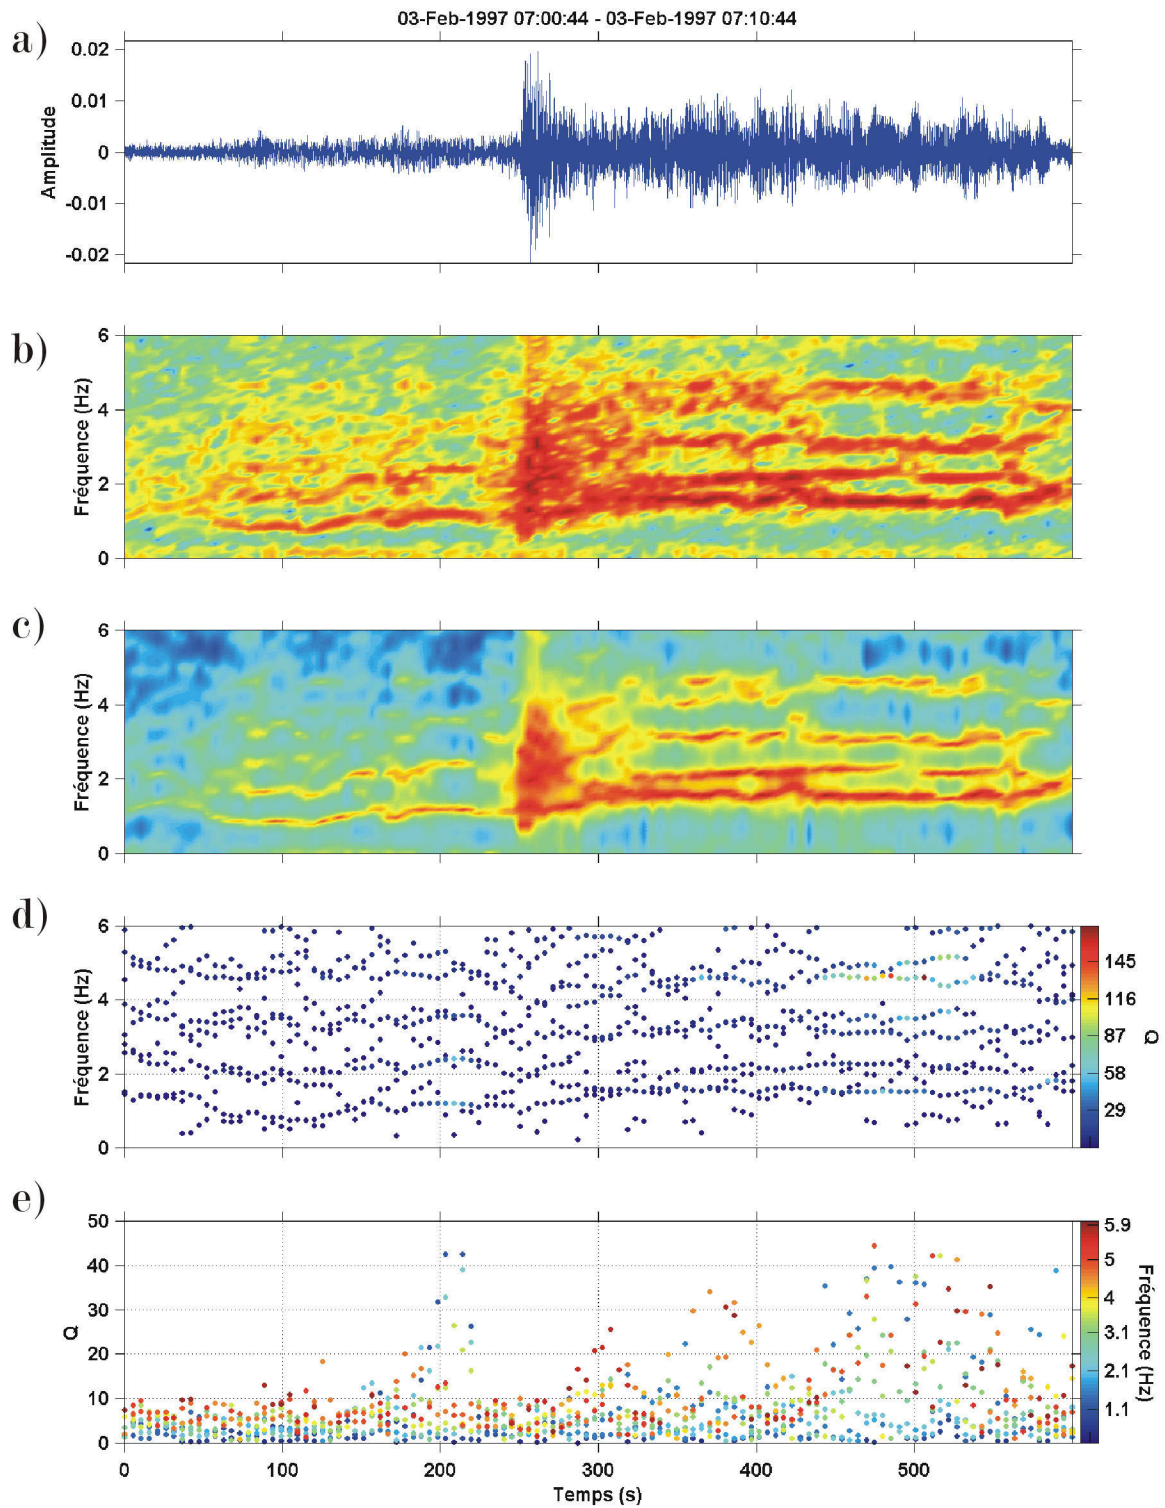 03-Feb-1997 07:00:44 - 03-Feb-1997 07:10:44
a)
Amplitude
0.02
0.01
0
-0.01
-0.02
b)
Fréquence (Hz)
6
4
2
0
c)
Fréquence (Hz)
6
4
2
0
d)
Fréquence (Hz)
6
4
2
0
145
116
87
58
29
Q
e)
Q
50
40
30
20
10
0
5.9
5
4
3.1
2.1
1.1
Fréquence (Hz)
0 100 200 300 400 500
Temps (s)